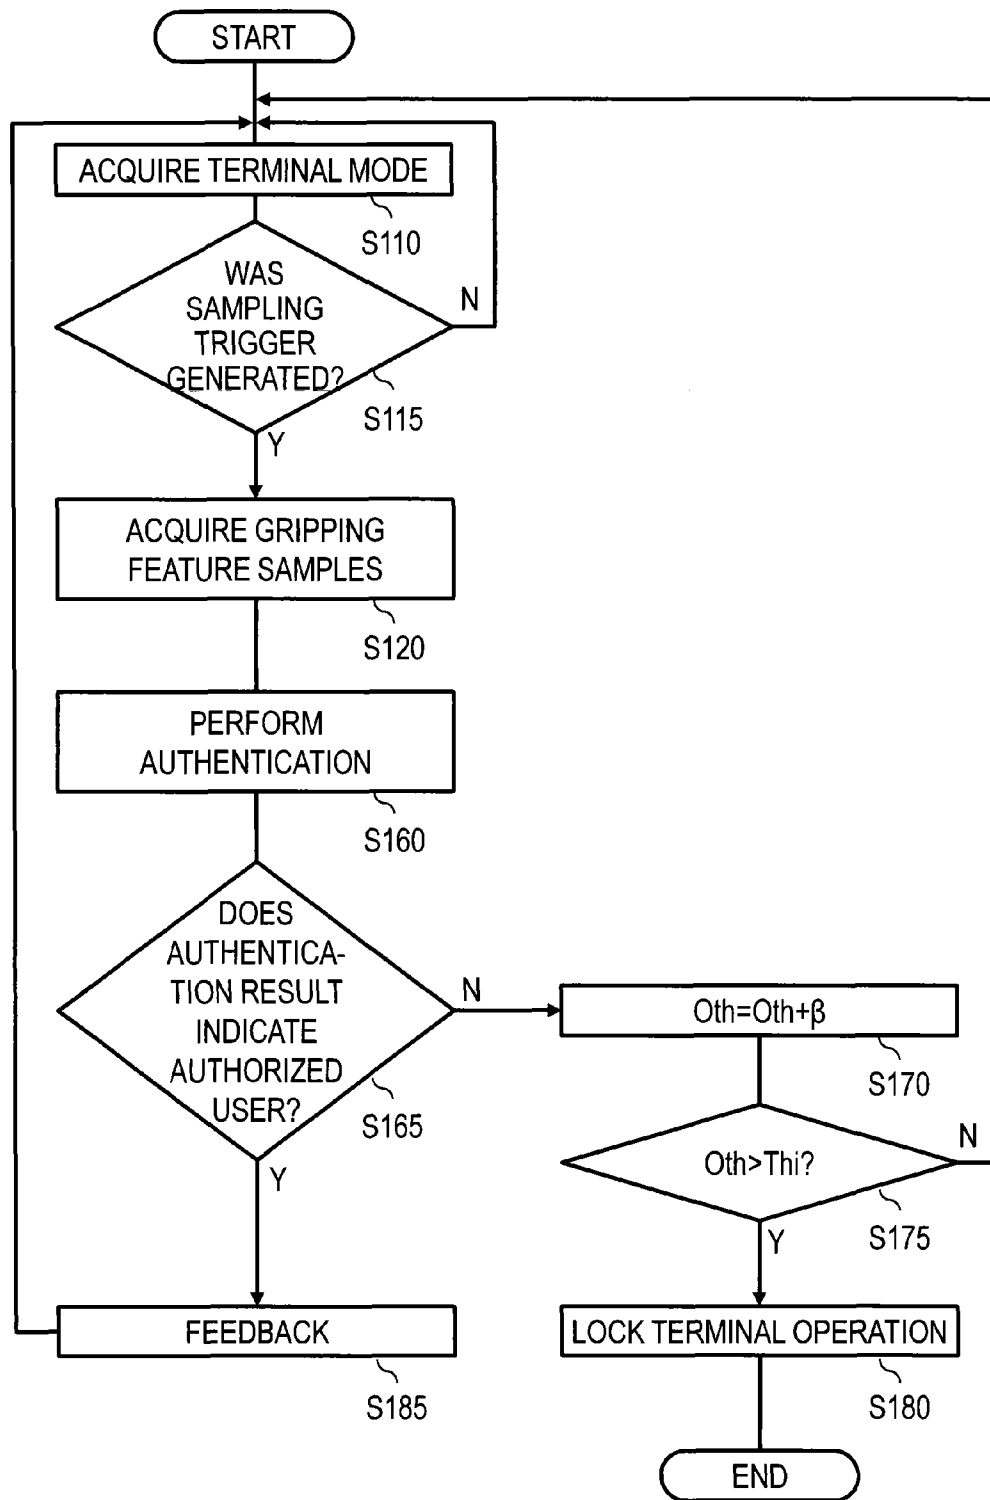 START
ACQUIRE TERMINAL MODE
S110
WAS
SAMPLING
TRIGGER
GENERATED?
N
S115
Y
ACQUIRE GRIPPING
FEATURE SAMPLES
S120
PERFORM
AUTHENTICATION
S160
DOES
AUTHENTICA-
TION RESULT
INDICATE
AUTHORIZED
USER?
N
S165
Y
Oth=Oth+β
S170
Oth>Thi?
N
S175
Y
FEEDBACK
S185
LOCK TERMINAL OPERATION
S180
END